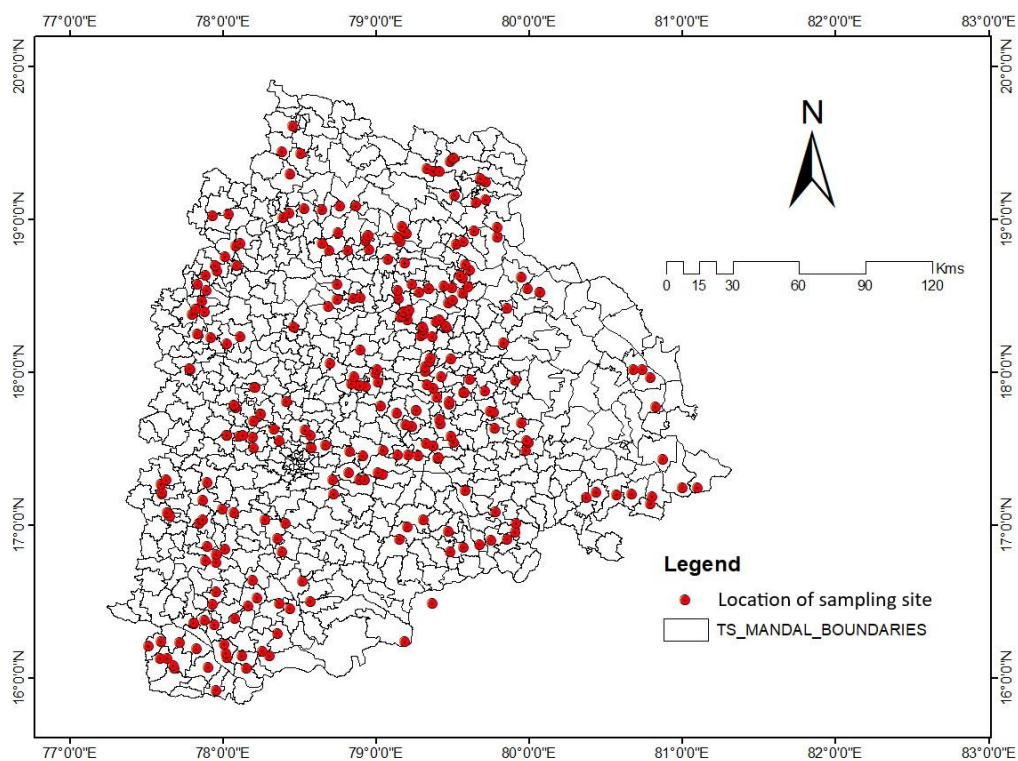 77°0'0"E 78°0'0"E 79°0'0"E 80°0'0"E 81°0'0"E 82°0'0"E 83°0'0"E
20°0'0"N 20°0'0"N
N
19°0'0"N 19°0'0"N
Kms
0 15 30 60 90 120
18°0'0"N 18°0'0"N
17°0'0"N 17°0'0"N
Legend
Location of sampling site
TS_MANDAL_BOUNDARIES
16°0'0"N 16°0'0"N
77°0'0"E 78°0'0"E 79°0'0"E 80°0'0"E 81°0'0"E 82°0'0"E 83°0'0"E